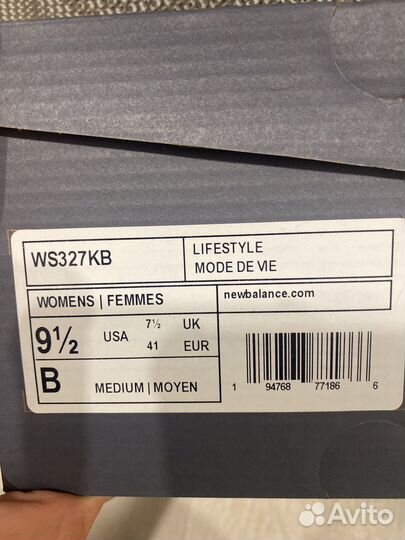 WS327KB
LIFESTYLE
MODE DE VIE
WOMENS | FEMMES
newbalance.com
9½ USA 7½ UK
41 EUR
B MEDIUM | MOYEN
1 94768 77186 6
Avito